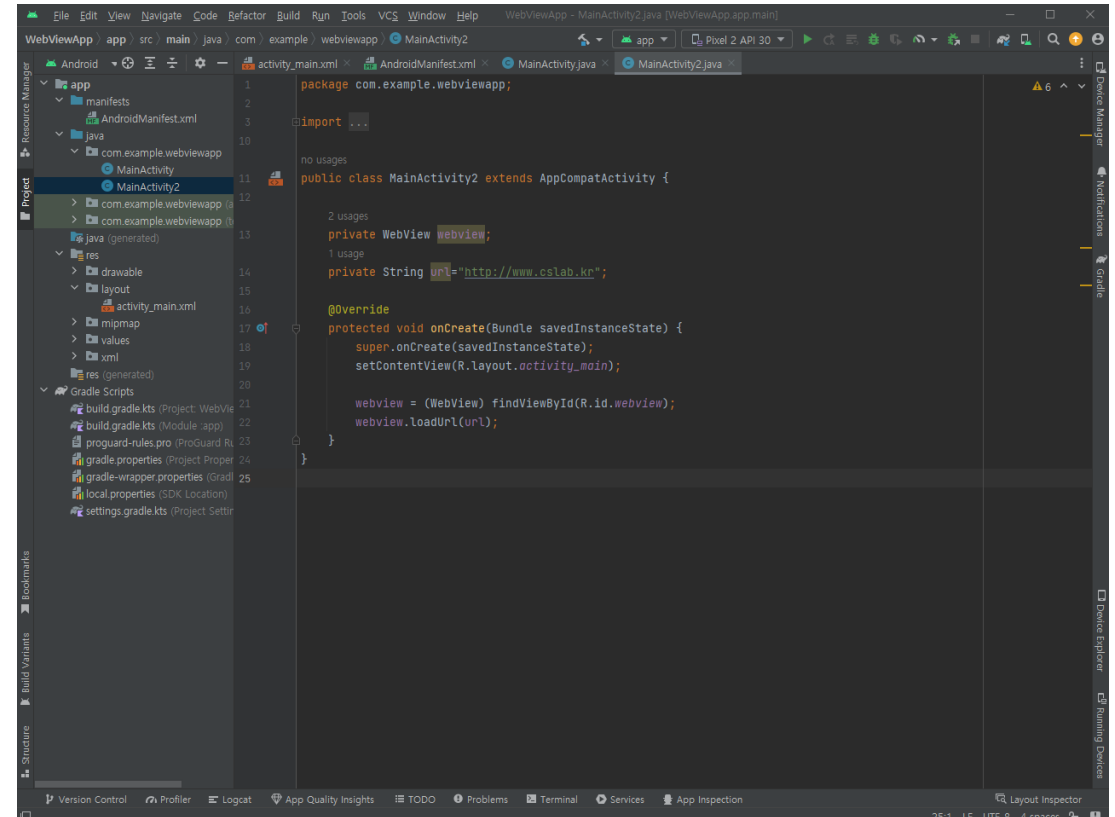 File Edit View Navigate Code Refactor Build Run Tools VCS Window Help WebViewApp - MainActivity2.java [WebViewApp.app.main]
WebViewApp app src main java com example webviewapp MainActivity2 app Pixel 2 API 30
Android activity_main.xml AndroidManifest.xml MainActivity.java MainActivity2.java
Resource Manager
Project
Bookmarks
Build Variants
Structure
app
manifests
AndroidManifest.xml
java
com.example.webviewapp
MainActivity
MainActivity2
com.example.webviewapp
com.example.webviewapp
java (generated)
res
drawable
layout
activity_main.xml
mipmap
values
xml
res (generated)
Gradle Scripts
build.gradle.kts (Project: WebVie
build.gradle.kts (Module :app)
proguard-rules.pro (ProGuard Ru
gradle.properties (Project Proper
gradle-wrapper.properties (Gradl
local.properties (SDK Location)
settings.gradle.kts (Project Settin
6
1 package com.example.webviewapp;
2
3 import ...
10
no usages
11 public class MainActivity2 extends AppCompatActivity {
12
2 usages
13 private WebView webview;
1 usage
14 private String url="http://www.cslab.kr";
15
16 @Override
17 protected void onCreate(Bundle savedInstanceState) {
18 super.onCreate(savedInstanceState);
19 setContentView(R.layout.activity_main);
20
21 webview = (WebView) findViewById(R.id.webview);
22 webview.loadUrl(url);
23 }
24 }
25
Device Manager
Notifications
Gradle
Device Explorer
Running Devices
Version Control Profiler Logcat App Quality Insights TODO Problems Terminal Services App Inspection Layout Inspector
25:1 LF UTF-8 4 spaces